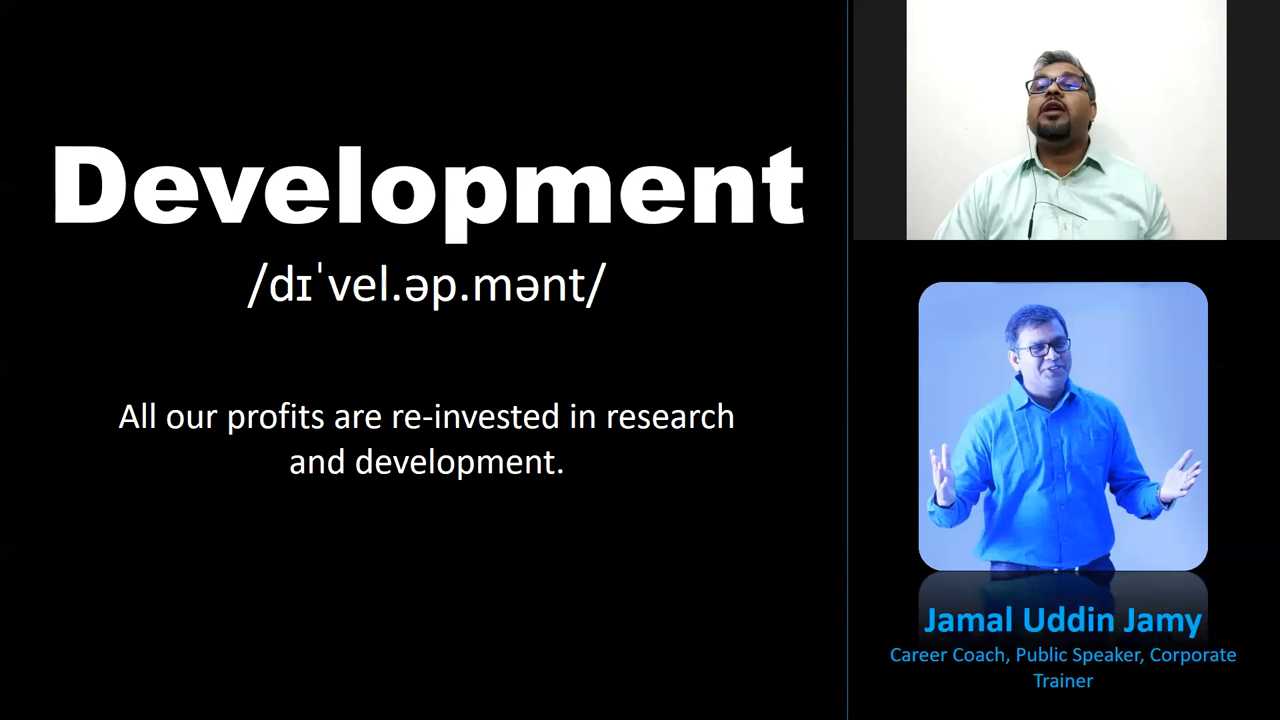 Development
/dɪˈvel.əp.mənt/
All our profits are re-invested in research
and development.
Jamal Uddin Jamy
Career Coach, Public Speaker, Corporate
Trainer